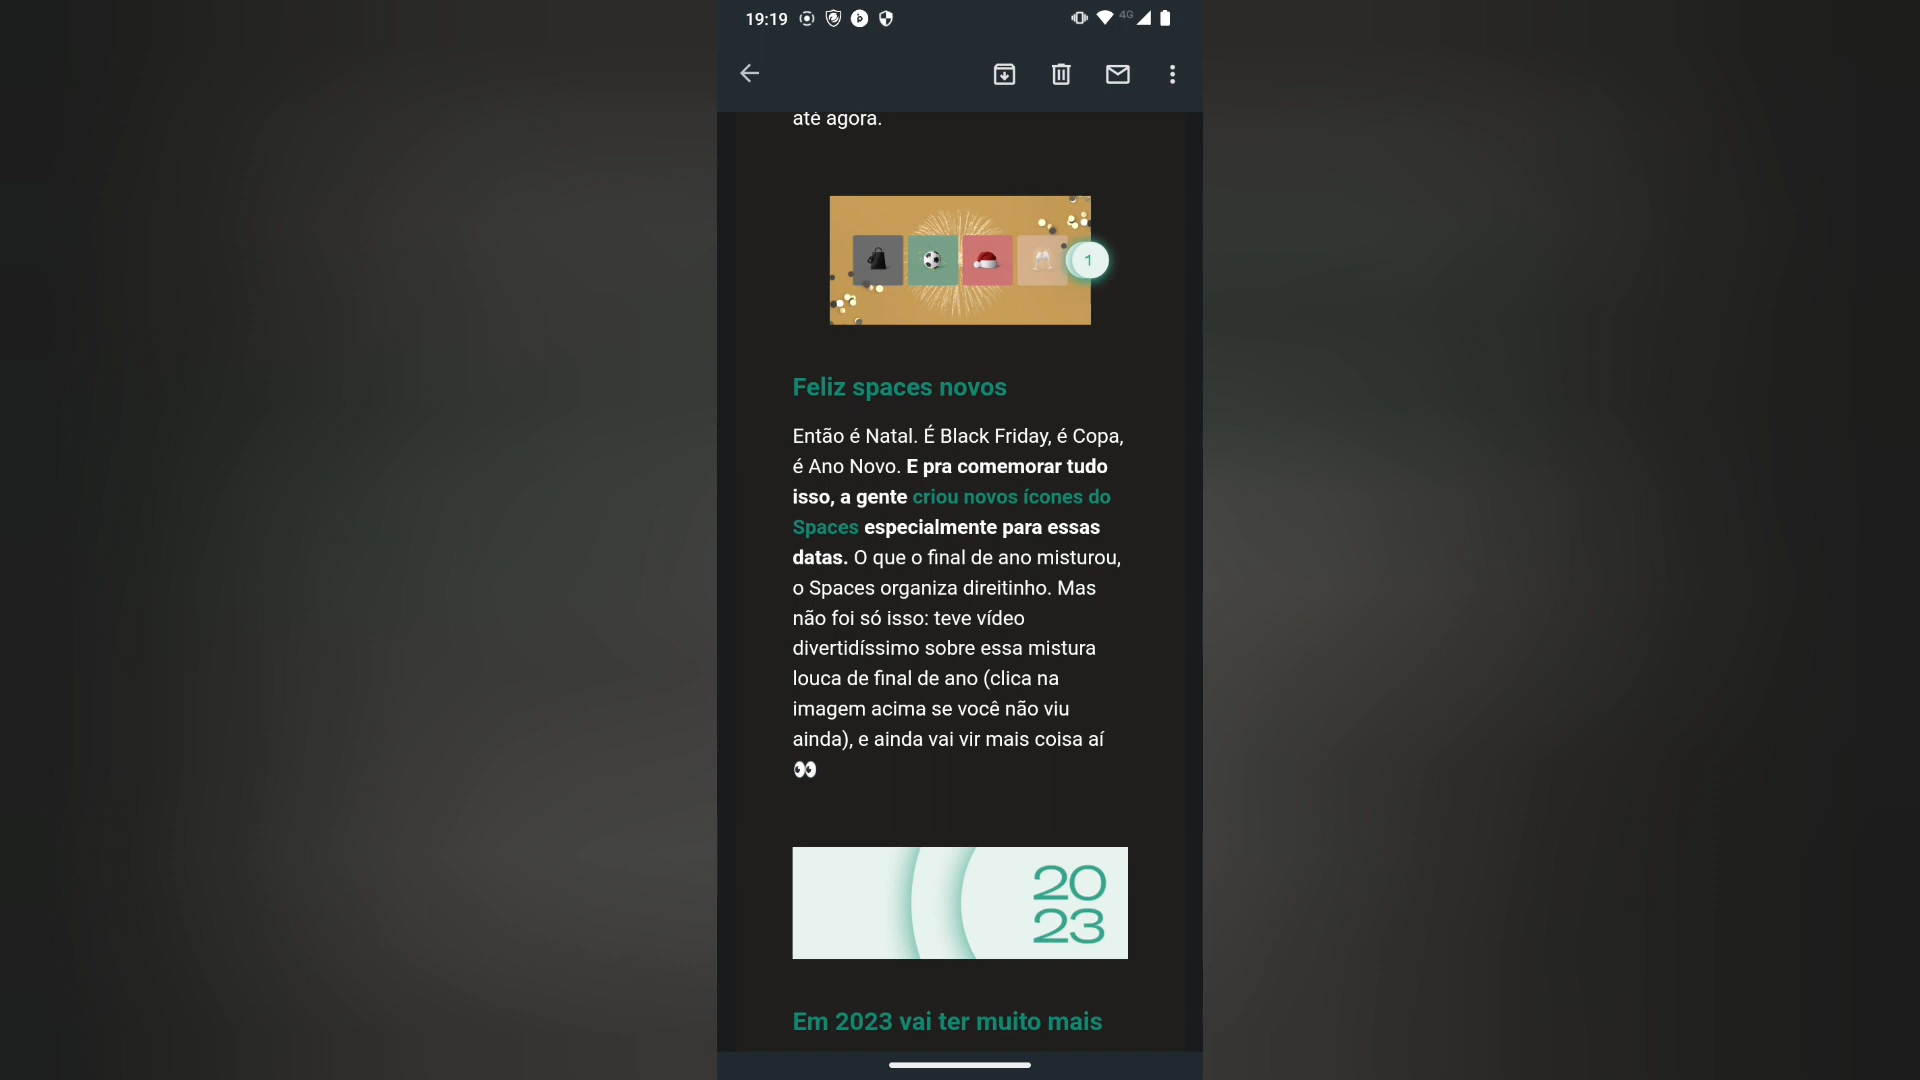 19:19
4G
até agora.
1
Feliz spaces novos
Então é Natal. É Black Friday, é Copa,
é Ano Novo. E pra comemorar tudo
isso, a gente criou novos ícones do
Spaces especialmente para essas
datas. O que o final de ano misturou,
o Spaces organiza direitinho. Mas
não foi só isso: teve vídeo
divertidíssimo sobre essa mistura
louca de final de ano (clica na
imagem acima se você não viu
ainda), e ainda vai vir mais coisa aí
👀
20
23
Em 2023 vai ter muito mais